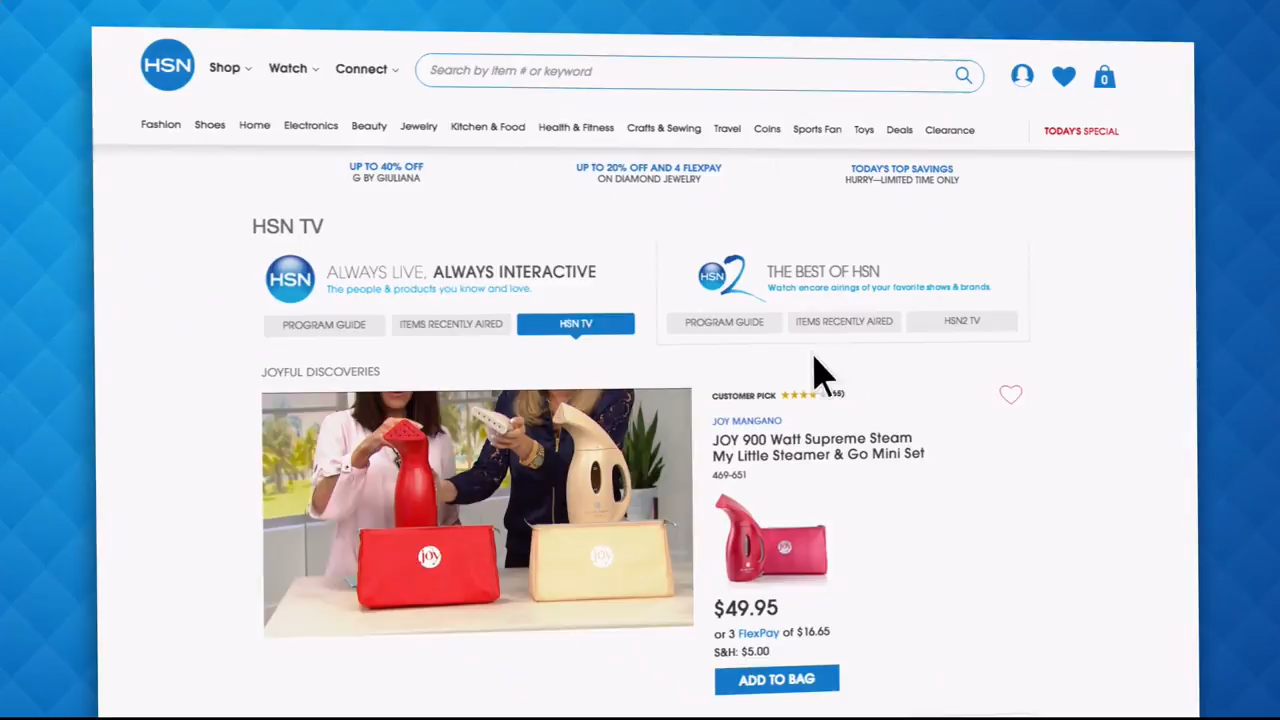 HSN
Shop
Watch
Connect
Search by item # or keyword
0
Fashion
Shoes
Home
Electronics
Beauty
Jewelry
Kitchen & Food
Health & Fitness
Crafts & Sewing
Travel
Coins
Sports Fan
Toys
Deals
Clearance
TODAY'S SPECIAL
UP TO 40% OFF
G BY GIULIANA
UP TO 20% OFF AND 4 FLEXPAY
ON DIAMOND JEWELRY
TODAY'S TOP SAVINGS
HURRY—LIMITED TIME ONLY
HSN TV
HSN
ALWAYS LIVE, ALWAYS INTERACTIVE
The people & products you know and love.
PROGRAM GUIDE
ITEMS RECENTLY AIRED
HSN TV
HSN2
THE BEST OF HSN
Watch encore airings of your favorite shows & brands.
PROGRAM GUIDE
ITEMS RECENTLY AIRED
HSN2 TV
JOYFUL DISCOVERIES
joy
joy
CUSTOMER PICK
JOY MANGANO
JOY 900 Watt Supreme Steam
My Little Steamer & Go Mini Set
469-651
joy
$49.95
or 3 FlexPay of $16.65
S&H: $5.00
ADD TO BAG